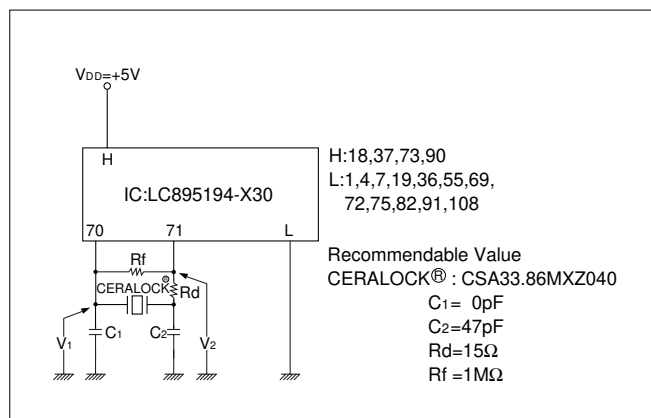 VDD=+5V
H
IC:LC895194-X30
70 71 L
H:18,37,73,90
L:1,4,7,19,36,55,69,
72,75,82,91,108
Rf
CERALOCK®
Rd
C1
C2
V1
V2
Recommendable Value
CERALOCK® : CSA33.86MXZ040
C1= 0pF
C2=47pF
Rd=15Ω
Rf =1MΩ